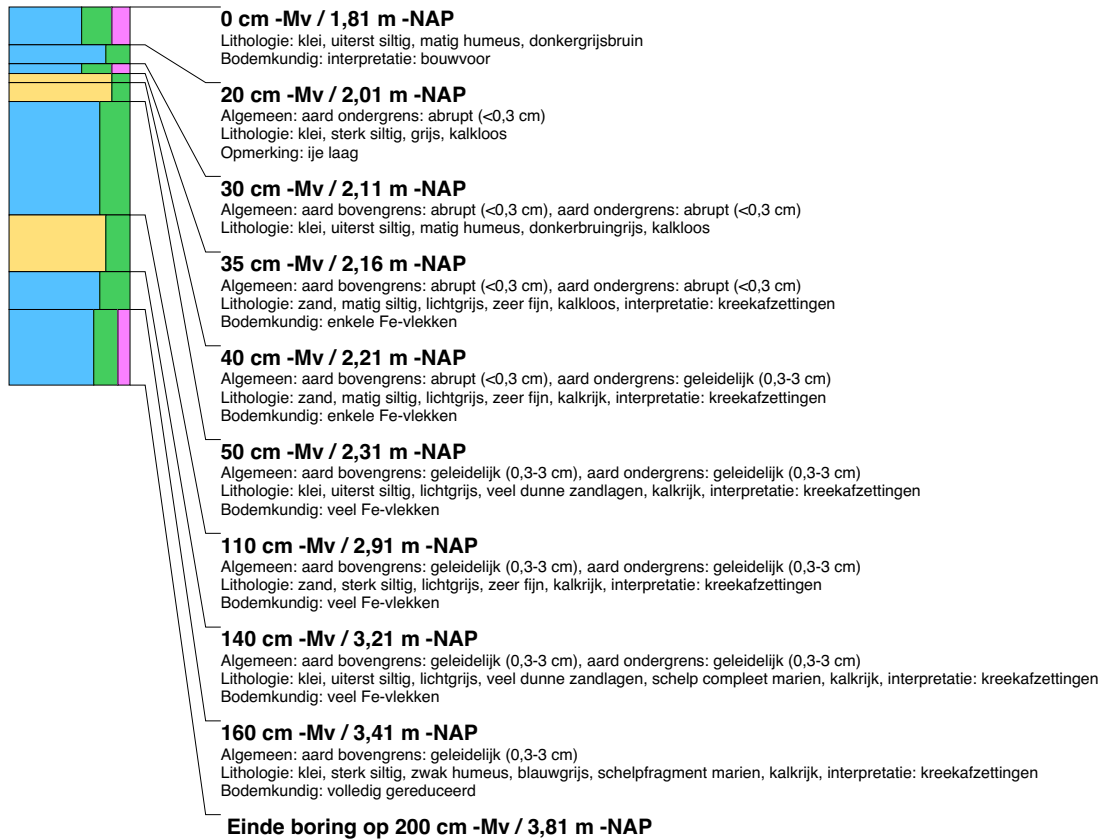 0 cm -Mv / 1,81 m -NAP
Lithologie: klei, uiterst siltig, matig humeus, donkergrijsbruin
Bodemkundig: interpretatie: bouwvoor
20 cm -Mv / 2,01 m -NAP
Algemeen: aard ondergrens: abrupt (<0,3 cm)
Lithologie: klei, sterk siltig, grijs, kalkloos
Opmerking: ije laag
30 cm -Mv / 2,11 m -NAP
Algemeen: aard bovengrens: abrupt (<0,3 cm), aard ondergrens: abrupt (<0,3 cm)
Lithologie: klei, uiterst siltig, matig humeus, donkerbruingrijs, kalkloos
35 cm -Mv / 2,16 m -NAP
Algemeen: aard bovengrens: abrupt (<0,3 cm), aard ondergrens: abrupt (<0,3 cm)
Lithologie: zand, matig siltig, lichtgrijs, zeer fijn, kalkloos, interpretatie: kreekafzettingen
Bodemkundig: enkele Fe-vlekken
40 cm -Mv / 2,21 m -NAP
Algemeen: aard bovengrens: abrupt (<0,3 cm), aard ondergrens: geleidelijk (0,3-3 cm)
Lithologie: zand, matig siltig, lichtgrijs, zeer fijn, kalkrijk, interpretatie: kreekafzettingen
Bodemkundig: enkele Fe-vlekken
50 cm -Mv / 2,31 m -NAP
Algemeen: aard bovengrens: geleidelijk (0,3-3 cm), aard ondergrens: geleidelijk (0,3-3 cm)
Lithologie: klei, uiterst siltig, lichtgrijs, veel dunne zandlagen, kalkrijk, interpretatie: kreekafzettingen
Bodemkundig: veel Fe-vlekken
110 cm -Mv / 2,91 m -NAP
Algemeen: aard bovengrens: geleidelijk (0,3-3 cm), aard ondergrens: geleidelijk (0,3-3 cm)
Lithologie: zand, sterk siltig, lichtgrijs, zeer fijn, kalkrijk, interpretatie: kreekafzettingen
Bodemkundig: veel Fe-vlekken
140 cm -Mv / 3,21 m -NAP
Algemeen: aard bovengrens: geleidelijk (0,3-3 cm), aard ondergrens: geleidelijk (0,3-3 cm)
Lithologie: klei, uiterst siltig, lichtgrijs, veel dunne zandlagen, schelp compleet marien, kalkrijk, interpretatie: kreekafzettingen
Bodemkundig: veel Fe-vlekken
160 cm -Mv / 3,41 m -NAP
Algemeen: aard bovengrens: geleidelijk (0,3-3 cm)
Lithologie: klei, sterk siltig, zwak humeus, blauwgrijs, schelpfragment marien, kalkrijk, interpretatie: kreekafzettingen
Bodemkundig: volledig gereduceerd
Einde boring op 200 cm -Mv / 3,81 m -NAP